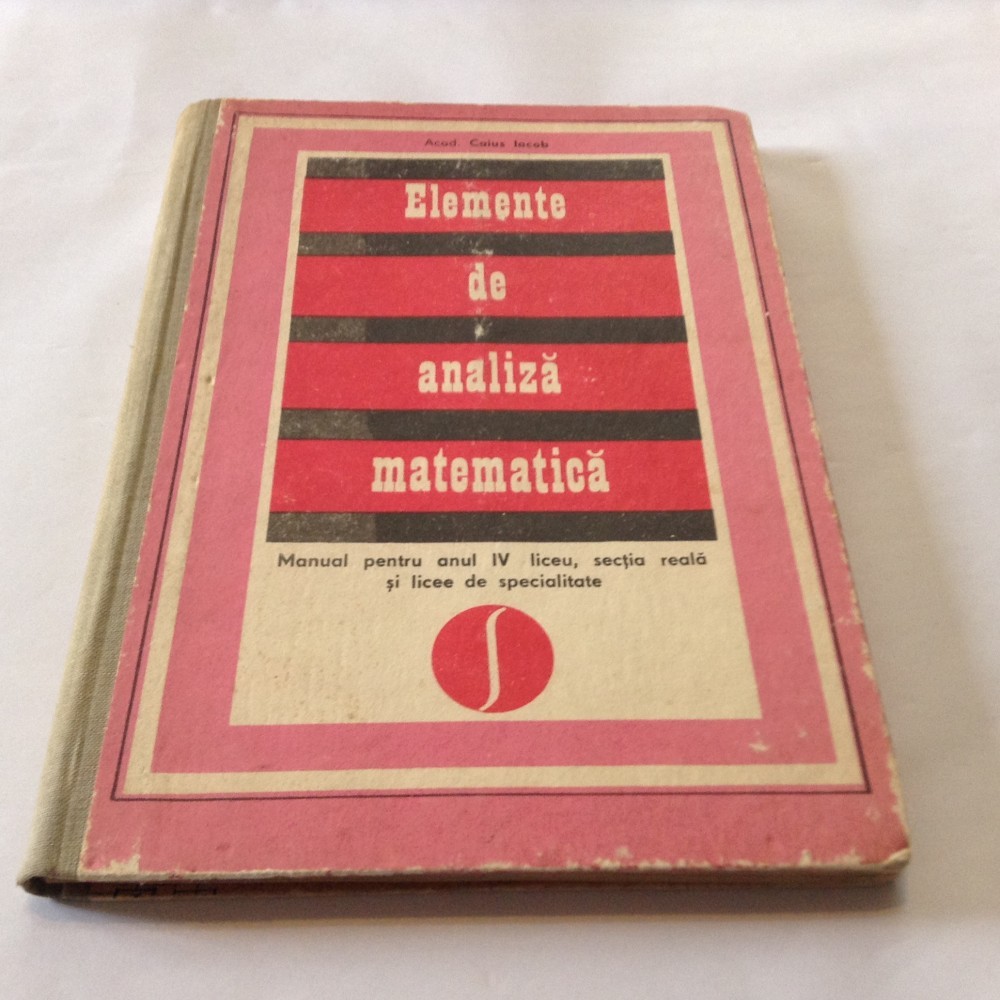 Acad. Caius Iacob
Elemente
de
analiză
matematică
Manual pentru anul IV liceu, secția reală
și licee de specialitate
∫